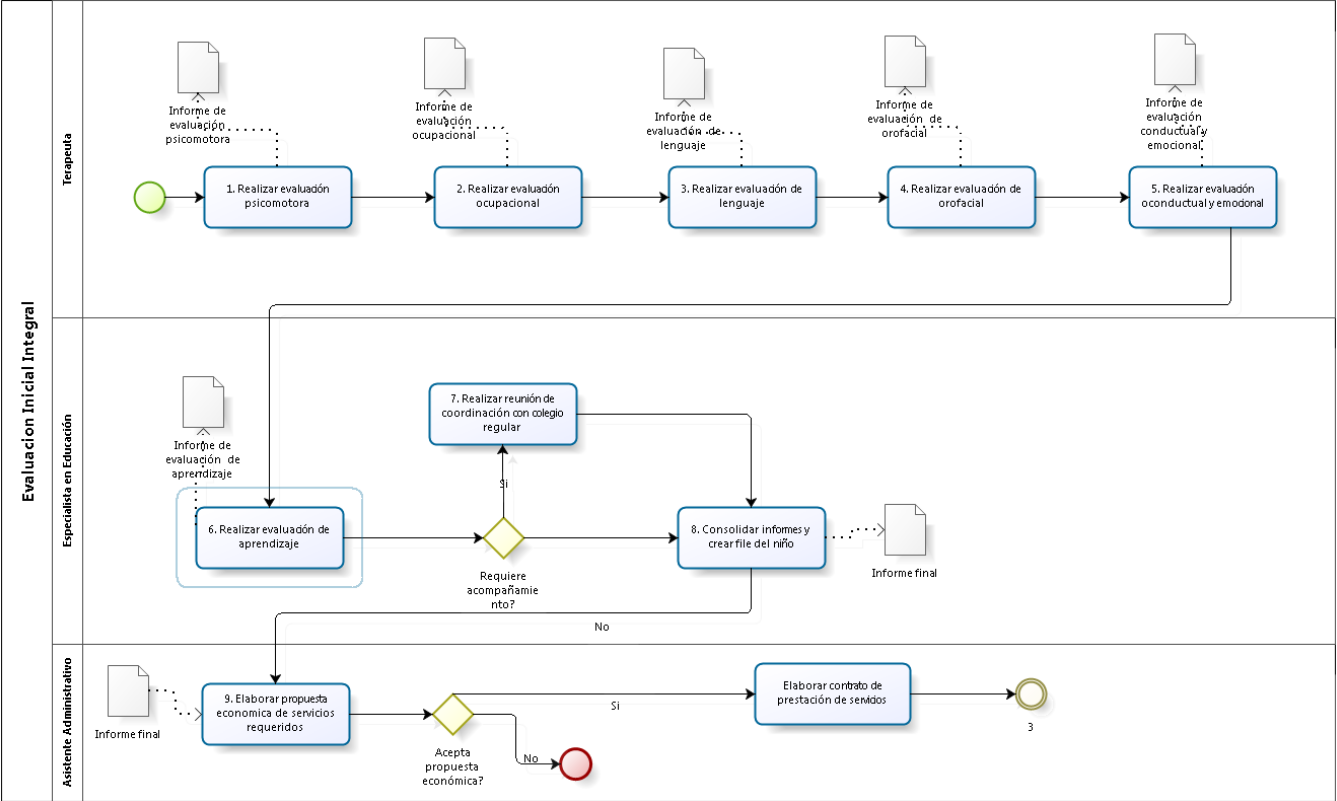 Evaluacion Inicial Integral
Terapeuta
Informe de
evaluación
psicomotora
Informe de
evaluación
ocupacional
Informe de
evaluación de
lenguaje
Informe de
evaluación de
orofacial
Informe de
evaluación
conductual y
emocional
1. Realizar evaluación
psicomotora
2. Realizar evaluación
ocupacional
3. Realizar evaluación de
lenguaje
4. Realizar evaluación de
orofacial
5. Realizar evaluación
oconductual y emocional
Especialista en Educación
Informe de
evaluación de
aprendizaje
6. Realizar evaluación de
aprendizaje
7. Realizar reunión de
coordinación con colegio
regular
Si
Requiere
acompañamie
nto?
8. Consolidar informes y
crear file del niño
Informe final
No
Asistente Administrativo
Informe final
9. Elaborar propuesta
economica de servicios
requeridos
Acepta
propuesta
económica?
Si
No
Elaborar contrato de
prestación de servicios
3